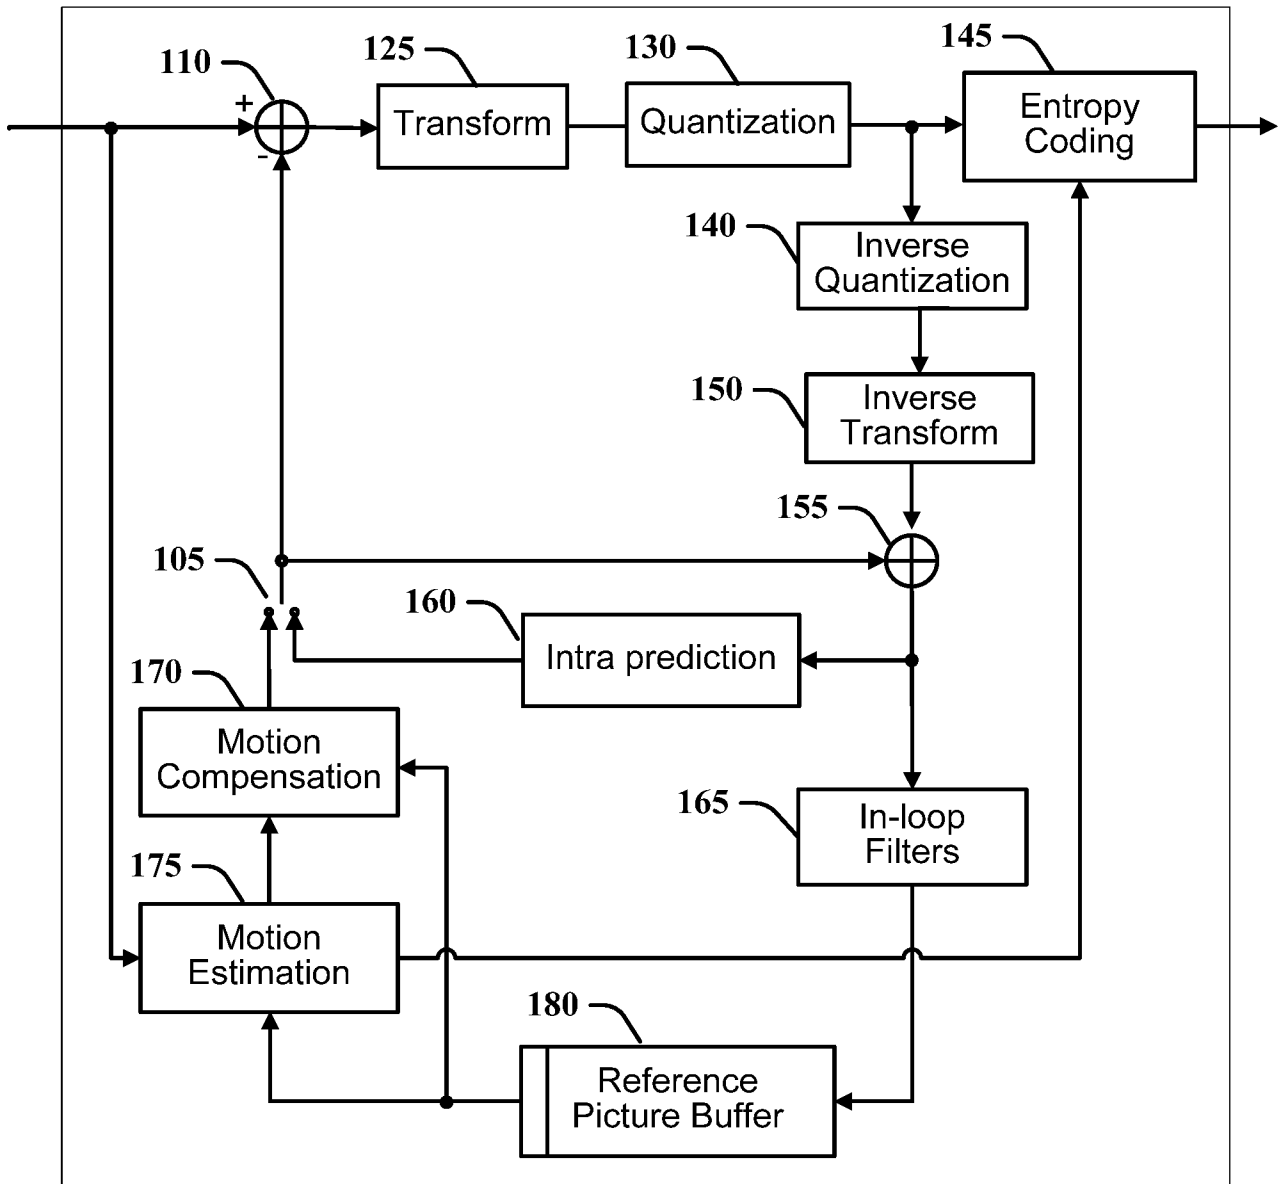 110
125
130
145
+
-
Transform
Quantization
Entropy
Coding
140
Inverse
Quantization
150
Inverse
Transform
155
105
160
Intra prediction
170
Motion
Compensation
165
In-loop
Filters
175
Motion
Estimation
180
Reference
Picture Buffer